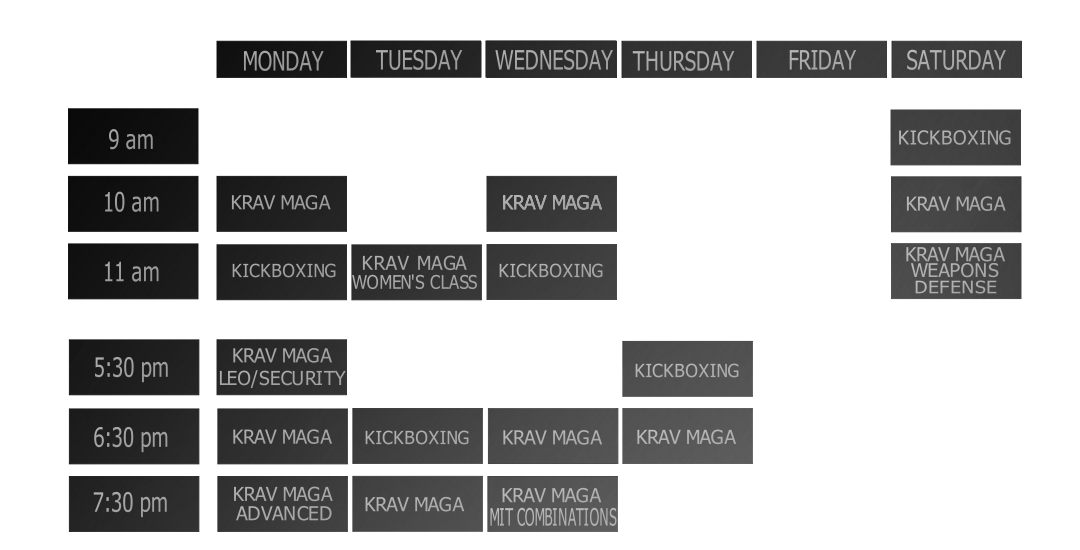 MONDAY TUESDAY WEDNESDAY THURSDAY FRIDAY SATURDAY
9 am KICKBOXING
10 am KRAV MAGA KRAV MAGA KRAV MAGA
11 am KICKBOXING KRAV MAGA WOMEN'S CLASS KICKBOXING KRAV MAGA WEAPONS DEFENSE
5:30 pm KRAV MAGA LEO/SECURITY KICKBOXING
6:30 pm KRAV MAGA KICKBOXING KRAV MAGA KRAV MAGA
7:30 pm KRAV MAGA ADVANCED KRAV MAGA KRAV MAGA MIT COMBINATIONS